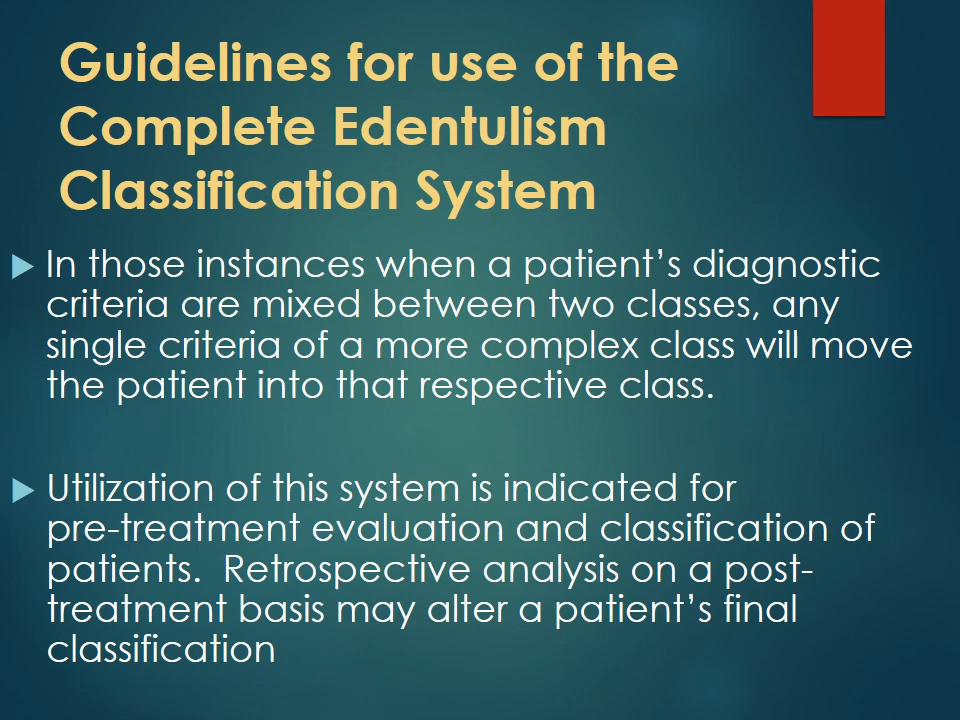 Guidelines for use of the
Complete Edentulism
Classification System
In those instances when a patient’s diagnostic
criteria are mixed between two classes, any
single criteria of a more complex class will move
the patient into that respective class.
Utilization of this system is indicated for
pre-treatment evaluation and classification of
patients.  Retrospective analysis on a post-
treatment basis may alter a patient’s final
classification